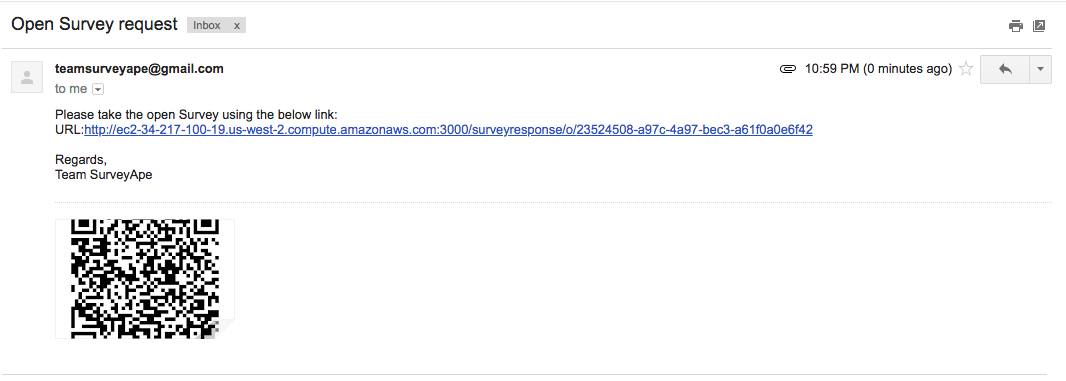 Open Survey request Inbox x
teamsurveyape@gmail.com 10:59 PM (0 minutes ago)
to me
Please take the open Survey using the below link:
URL:http://ec2-34-217-100-19.us-west-2.compute.amazonaws.com:3000/surveyresponse/o/23524508-a97c-4a97-bec3-a61f0a0e6f42
Regards,
Team SurveyApe